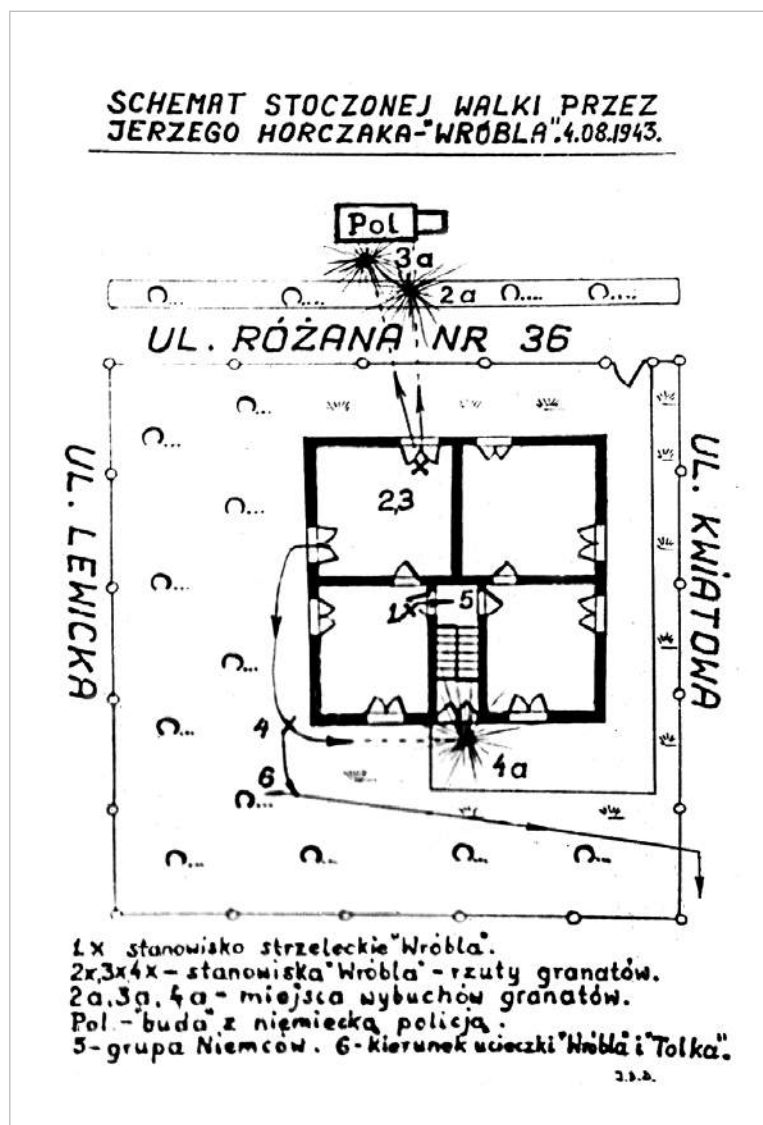 SCHEMAT STOCZONEJ WALKI PRZEZ
JERZEGO HORCZAKA-"WRÓBLA".4.08.1943.
Pol
3a
2a
UL. RÓŻANA NR 36
UL. LEWICKA
UL. KWIATOWA
2,3
1x
5
4
4a
6
1x stanowisko strzeleckie "Wróbla".
2x,3x,4x - stanowiska "Wróbla" - rzuty granatów.
2a,3a,4a - miejsca wybuchów granatów.
Pol.-"buda" z niemiecką policją.
5-grupa Niemców. 6-kierunek ucieczki "Wróbla i "Tolka".
J.B.D.